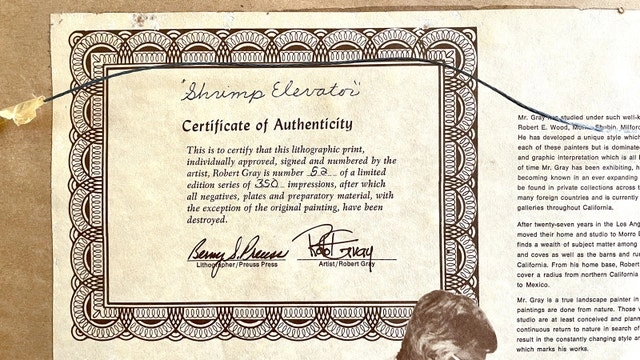 "Shrimp Elevator"
Certificate of Authenticity
This is to certify that this lithographic print,
individually approved, signed and numbered by the
artist, Robert Gray is number 52 of a limited
edition series of 350 impressions, after which
all negatives, plates and preparatory material, with
the exception of the original painting, have been
destroyed.
Benny S. Preuss Robt Gray
Lithographer/Preuss Press Artist/Robert Gray
Mr. Gray has studied under such well-k
Robert E. Wood, Milford
He has developed a unique style which
each of these painters but is dominated
and graphic interpretation which is all
of time Mr. Gray has been exhibiting, h
becoming known in an ever expanding
be found in private collections across
many foreign countries and is currently
galleries throughout California.
After twenty-seven years in the Los Ang
moved their home and studio to Morro
finds a wealth of subject matter among
and coves as well as the barns and ru
California. From his home base, Robert
cover a radius from northern California
to Mexico.
Mr. Gray is a true landscape painter in
paintings are done from nature. Those
studio are at least conceived and plann
continuous return to nature in search of
result in the constantly changing style a
which marks his works.